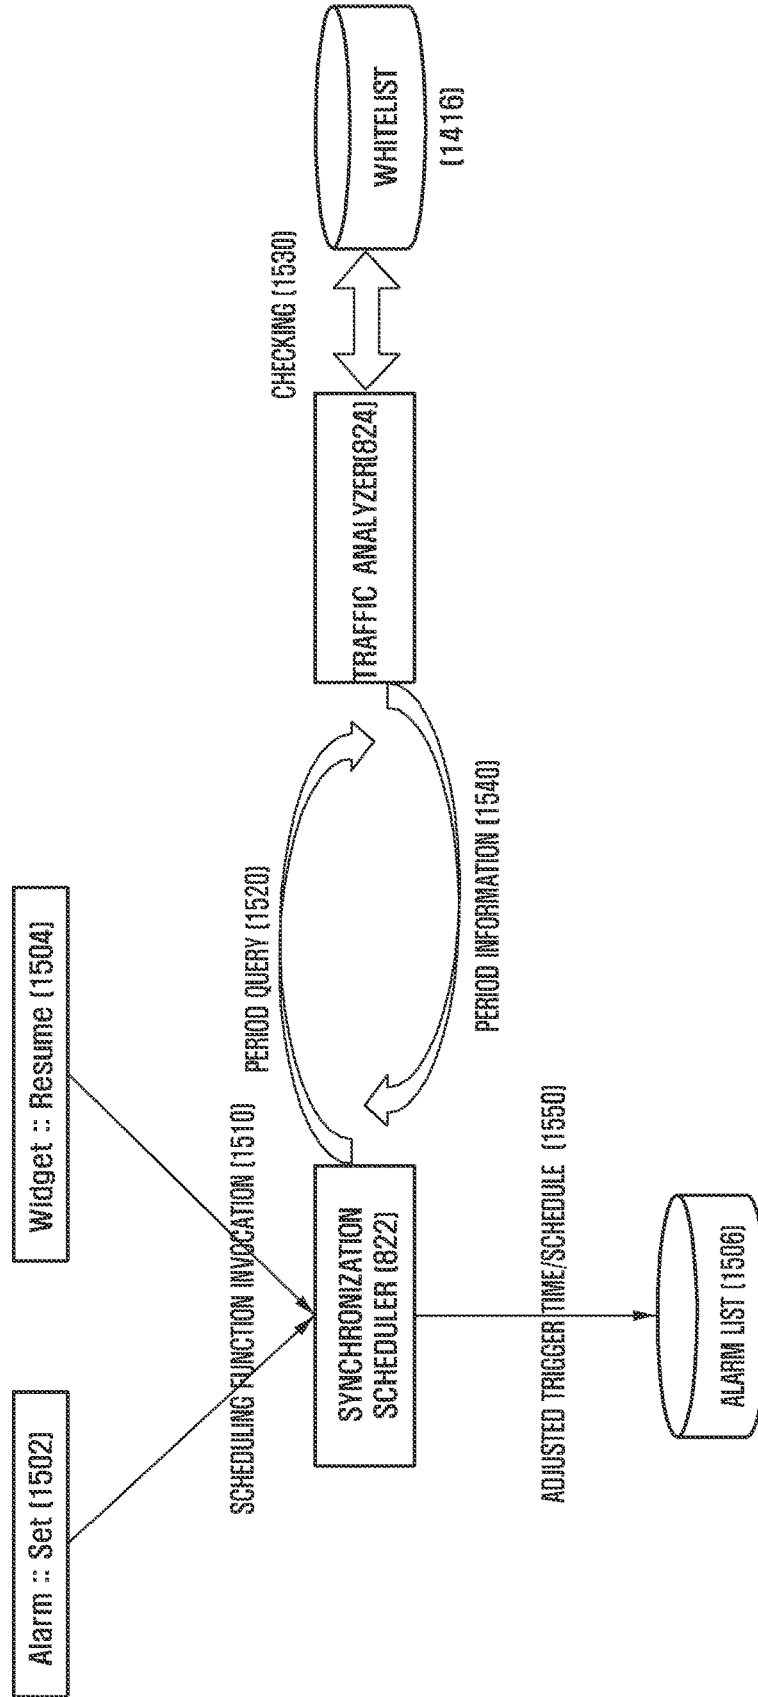 Alarm :: Set (1502)
Widget :: Resume (1504)
SCHEDULING FUNCTION INVOCATION (1510)
PERIOD QUERY (1520)
CHECKING (1530)
SYNCHRONIZATION
SCHEDULER (822)
TRAFFIC ANALYZER(824)
WHITELIST
(1416)
PERIOD INFORMATION (1540)
ADJUSTED TRIGGER TIME/SCHEDULE (1550)
ALARM LIST (1506)